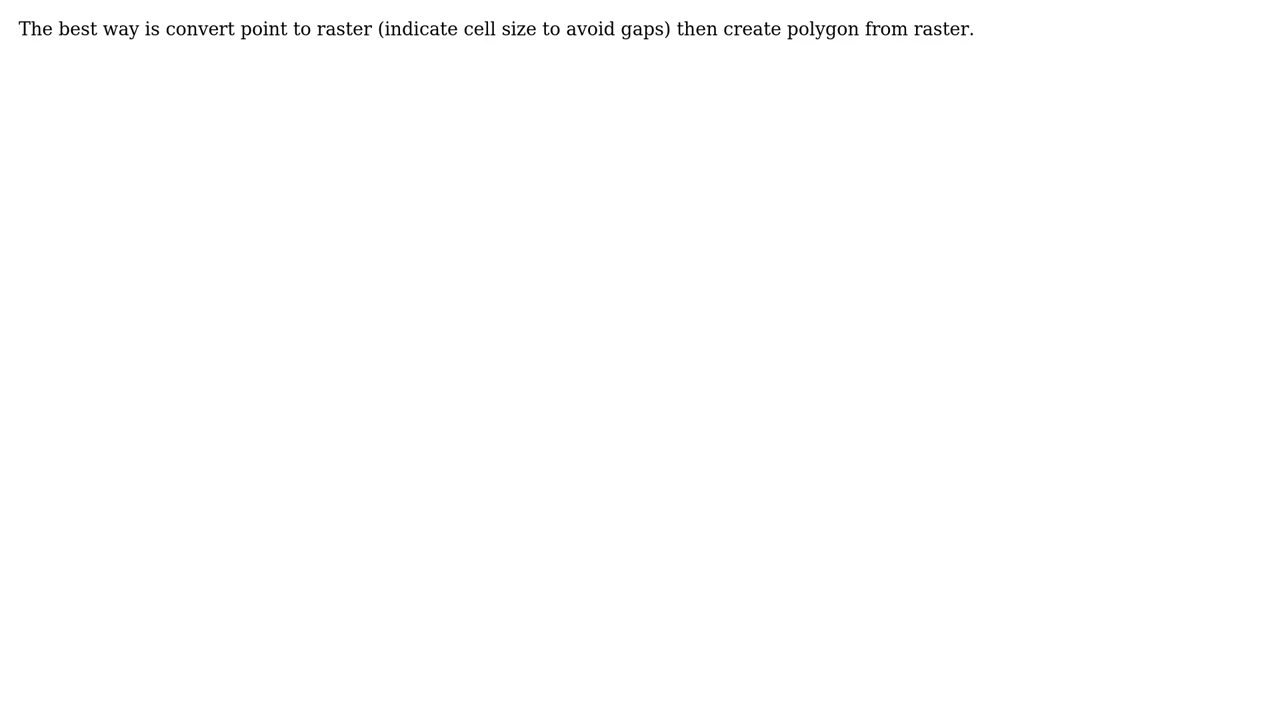 The best way is convert point to raster (indicate cell size to avoid gaps) then create polygon from raster.